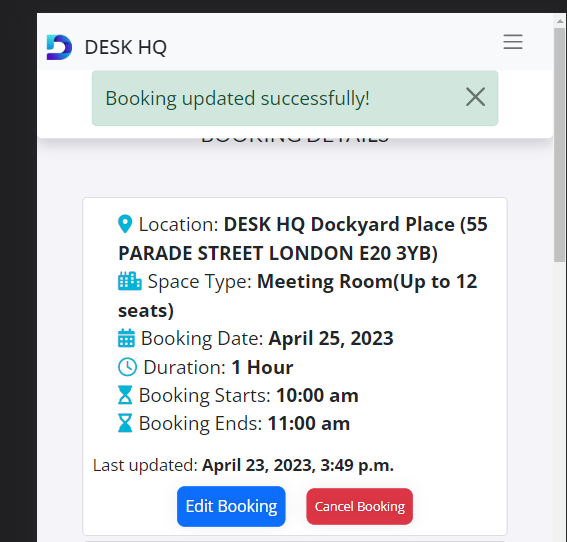 DESK HQ
Booking updated successfully!
BOOKING DETAILS
Location: DESK HQ Dockyard Place (55
PARADE STREET LONDON E20 3YB)
Space Type: Meeting Room(Up to 12
seats)
Booking Date: April 25, 2023
Duration: 1 Hour
Booking Starts: 10:00 am
Booking Ends: 11:00 am
Last updated: April 23, 2023, 3:49 p.m.
Edit Booking
Cancel Booking